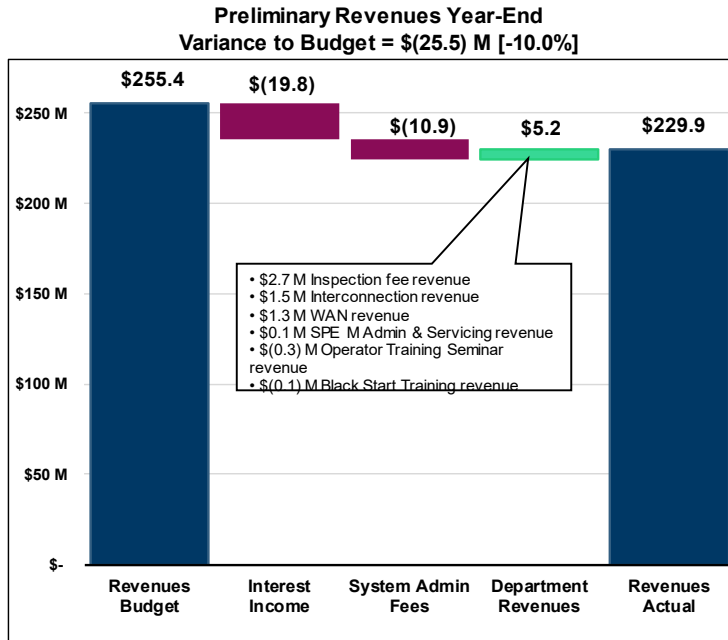 Preliminary Revenues Year-End
Variance to Budget = $(25.5) M [-10.0%]
$255.4
$(19.8)
$(10.9)
$5.2
$229.9
$250 M
$200 M
$150 M
$100 M
$50 M
$-
• $2.7 M Inspection fee revenue
• $1.5 M Interconnection revenue
• $1.3 M WAN revenue
• $0.1 M SPE M Admin & Servicing revenue
• $(0.3) M Operator Training Seminar
revenue
• $(0.1) M Black Start Training revenue
Revenues
Budget
Interest
Income
System Admin
Fees
Department
Revenues
Revenues
Actual